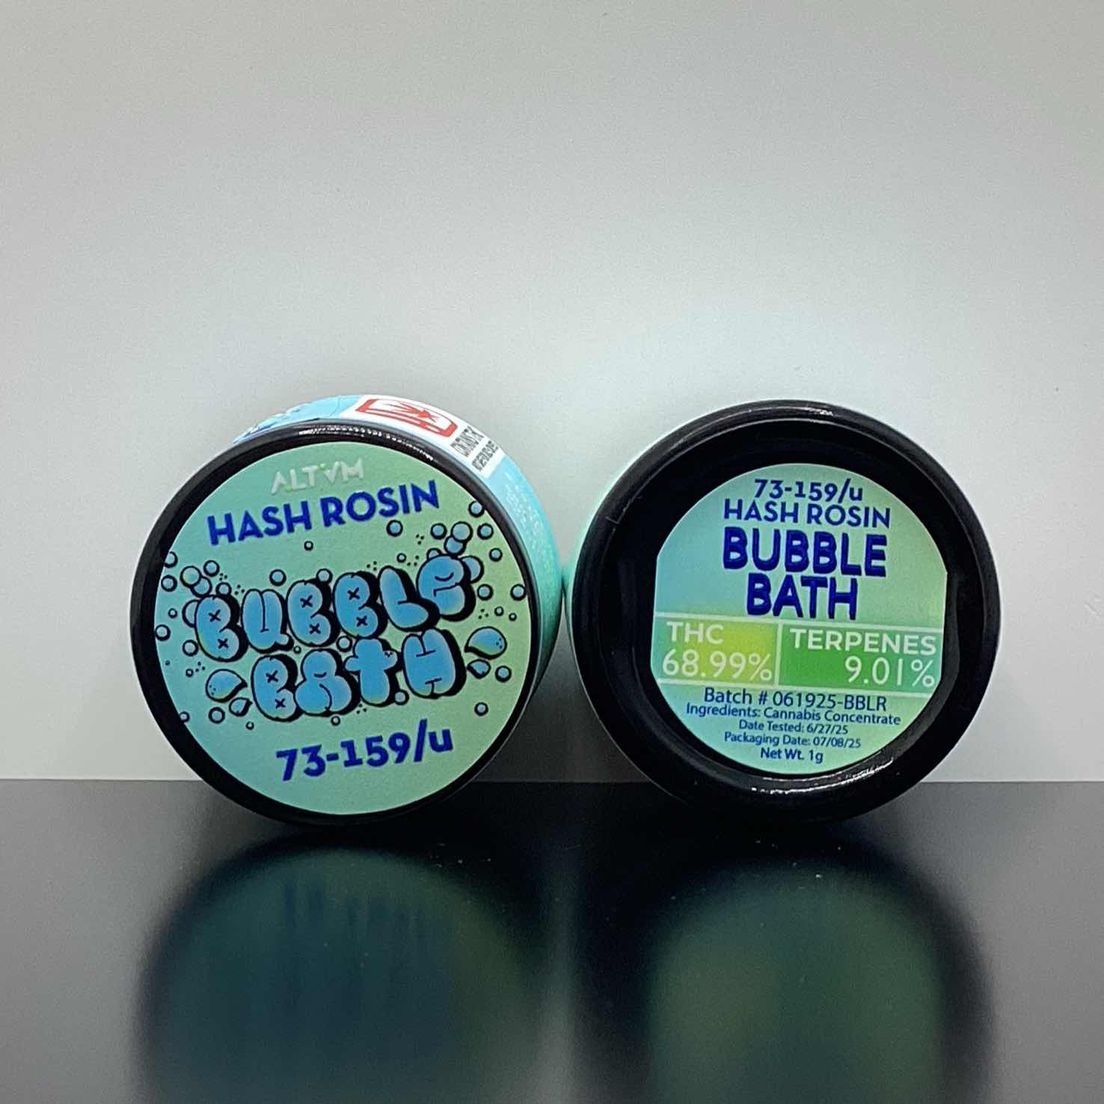 ALTVM
HASH ROSIN
BUBBLE
BATH
73-159/u
73-159/u
HASH ROSIN
BUBBLE
BATH
THC
68.99%
TERPENES
9.01%
Batch # 061925-BBLR
Ingredients: Cannabis Concentrate
Date Tested: 6/27/25
Packaging Date: 07/08/25
Net Wt. 1g